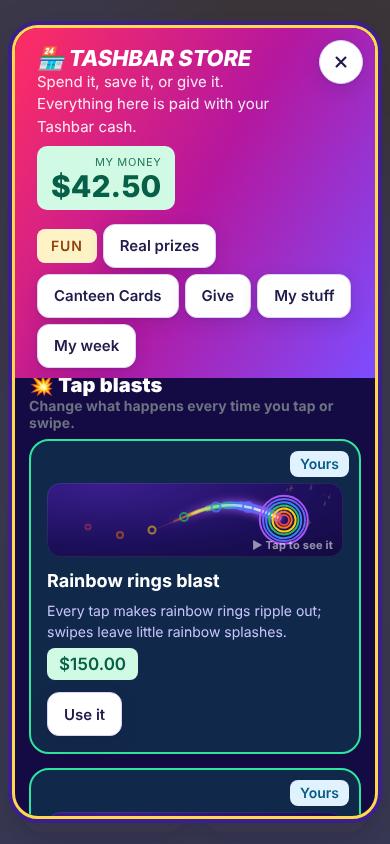 TASHBAR STORE
Spend it, save it, or give it.
Everything here is paid with your
Tashbar cash.
MY MONEY
$42.50
FUN
Real prizes
Canteen Cards
Give
My stuff
My week
Tap blasts
Change what happens every time you tap or
swipe.
Yours
▶ Tap to see it
Rainbow rings blast
Every tap makes rainbow rings ripple out;
swipes leave little rainbow splashes.
$150.00
Use it
Yours